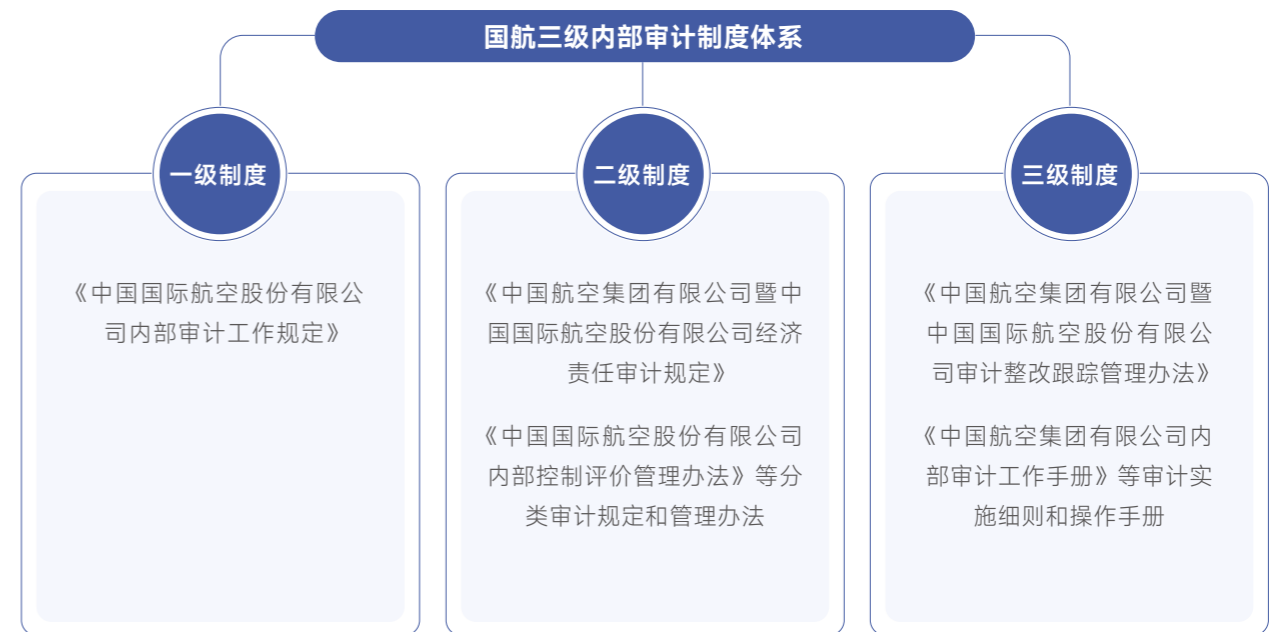 国航三级内部审计制度体系
一级制度
《中国国际航空股份有限公
司内部审计工作规定》
二级制度
《中国航空集团有限公司暨中
国国际航空股份有限公司经济
责任审计规定》
《中国国际航空股份有限公司
内部控制评价管理办法》等分
类审计规定和管理办法
三级制度
《中国航空集团有限公司暨
中国国际航空股份有限公
司审计整改跟踪管理办法》
《中国航空集团有限公司内
部审计工作手册》等审计实
施细则和操作手册